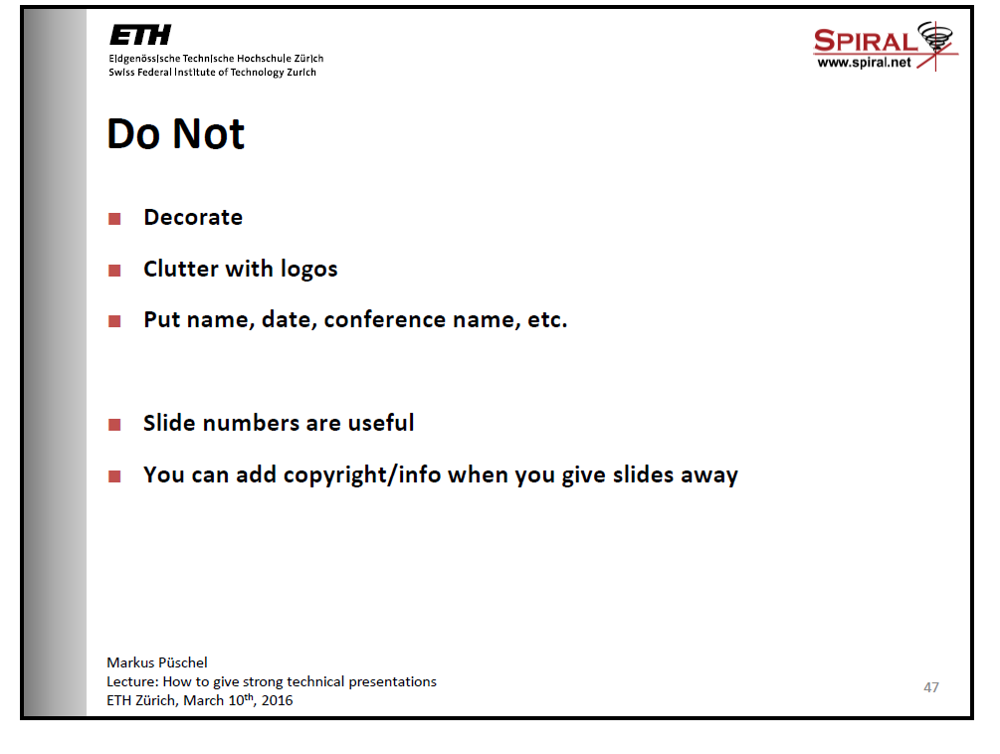 ETH
Eidgenössische Technische Hochschule Zürich
Swiss Federal Institute of Technology Zurich
SPIRAL
www.spiral.net
Do Not
Decorate
Clutter with logos
Put name, date, conference name, etc.
Slide numbers are useful
You can add copyright/info when you give slides away
Markus Püschel
Lecture: How to give strong technical presentations
ETH Zürich, March 10th, 2016
47